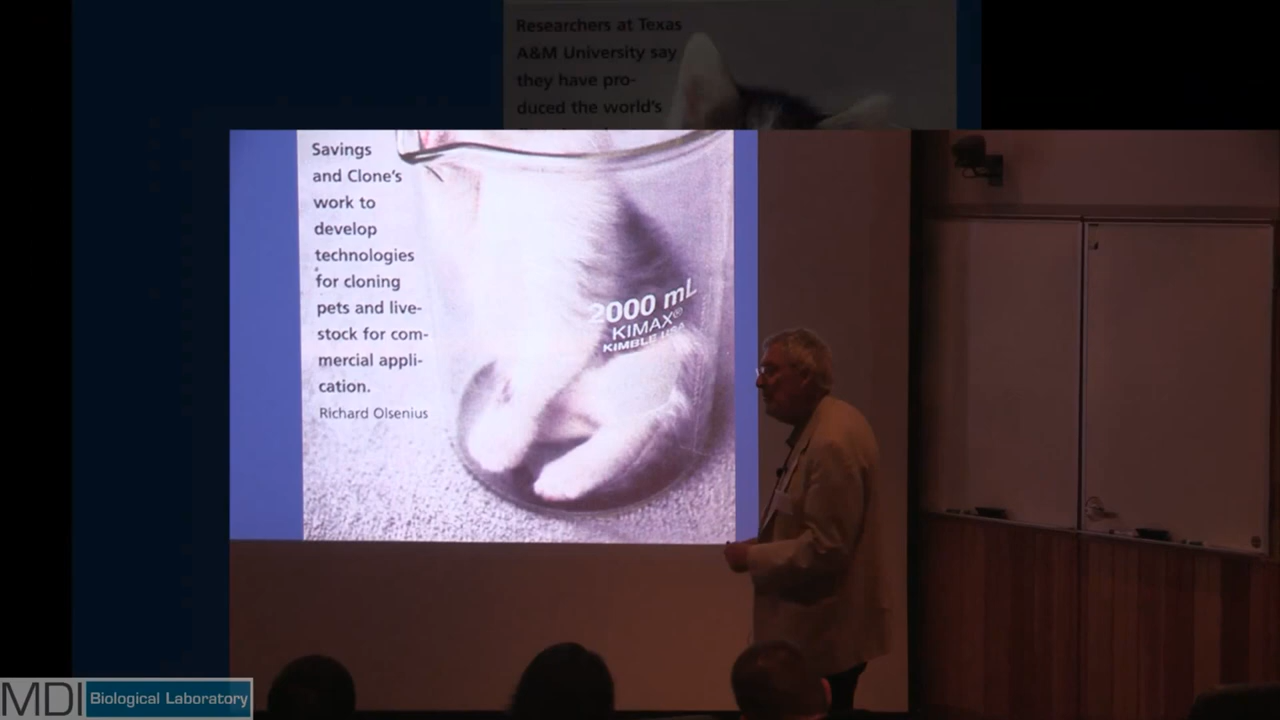 Researchers at Texas
A&M University say
they have pro-
duced the world's
Savings
and Clone's
work to
develop
technologies
for cloning
pets and live-
stock for com-
mercial appli-
cation.
Richard Olsenius
2000 mL
KIMAX®
KIMBLE USA
MDI Biological Laboratory